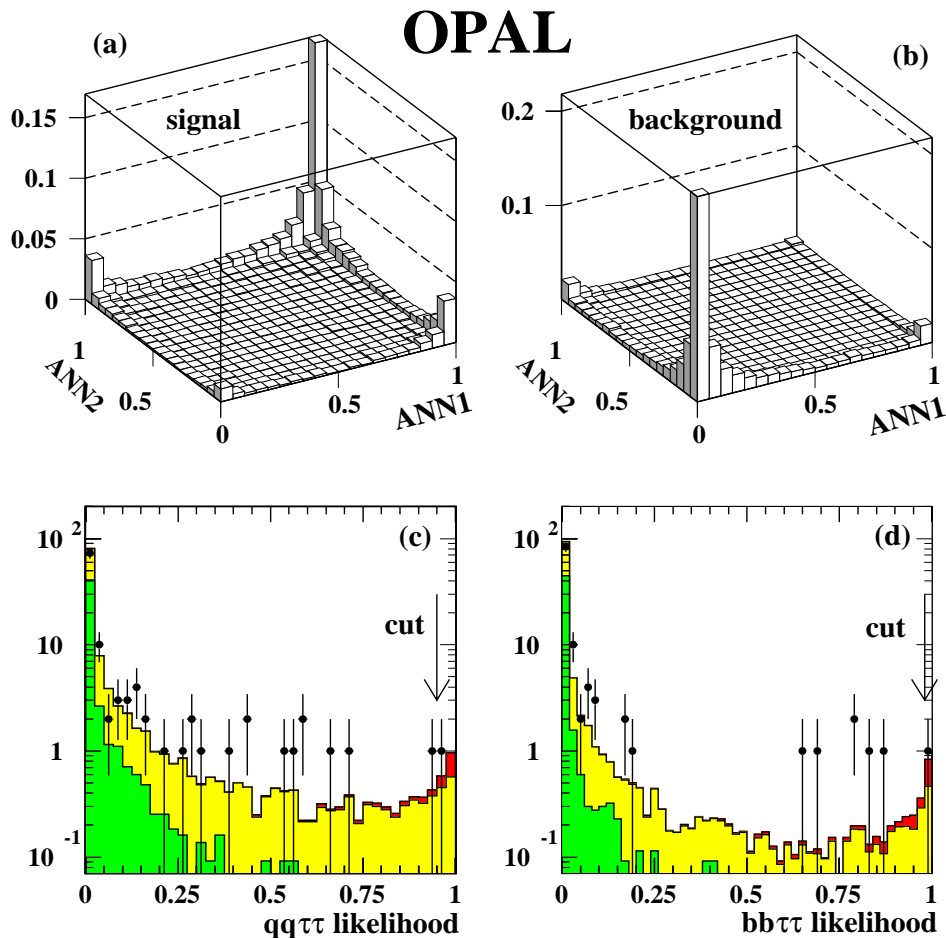 OPAL
(a)
signal
0.15
0.1
0.05
0
1
0.5
0
0.5
1
ANN2
ANN1
(b)
background
0.2
0.1
1
0.5
0
0.5
1
ANN2
ANN1
(c)
10 2
10
1
10 -1
cut
0 0.25 0.5 0.75 1
qqττ likelihood
(d)
10 2
10
1
10 -1
cut
0 0.25 0.5 0.75 1
bbττ likelihood